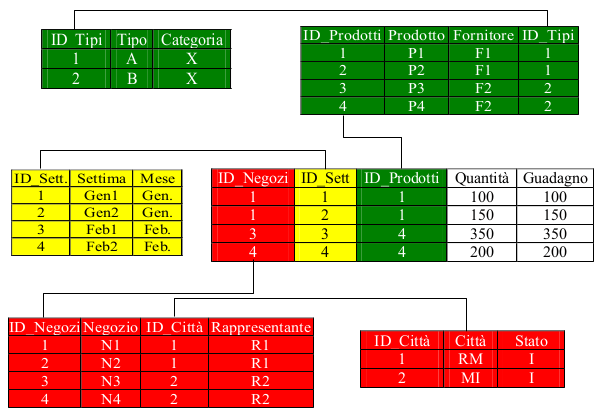 ID_Tipi Tipo Categoria
1 A X
2 B X
ID_Prodotti Prodotto Fornitore ID_Tipi
1 P1 F1 1
2 P2 F1 1
3 P3 F2 2
4 P4 F2 2
ID_Sett. Settima Mese
1 Gen1 Gen.
2 Gen2 Gen.
3 Feb1 Feb.
4 Feb2 Feb.
ID_Negozi ID_Sett ID_Prodotti Quantità Guadagno
1 1 1 100 100
1 2 1 150 150
3 3 4 350 350
4 4 4 200 200
ID_Negozi Negozio ID_Città Rappresentante
1 N1 1 R1
2 N2 1 R1
3 N3 2 R2
4 N4 2 R2
ID_Città Città Stato
1 RM I
2 MI I